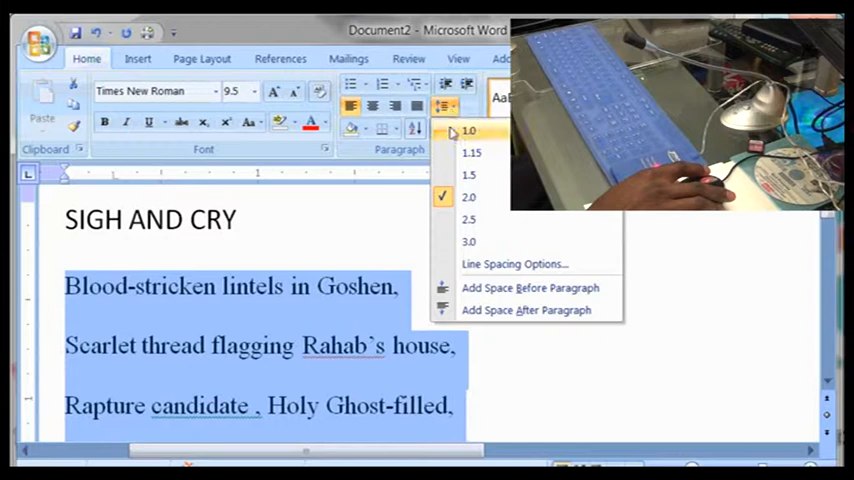 Document2 - Microsoft Word
Home Insert Page Layout References Mailings Review View
Paste
Times New Roman 9.5
B I U abc Aa A
Clipboard Font Paragraph
1.0
1.15
1.5
2.0
2.5
3.0
Line Spacing Options...
Add Space Before Paragraph
Add Space After Paragraph
SIGH AND CRY
Blood-stricken lintels in Goshen,
Scarlet thread flagging Rahab's house,
Rapture candidate , Holy Ghost-filled,